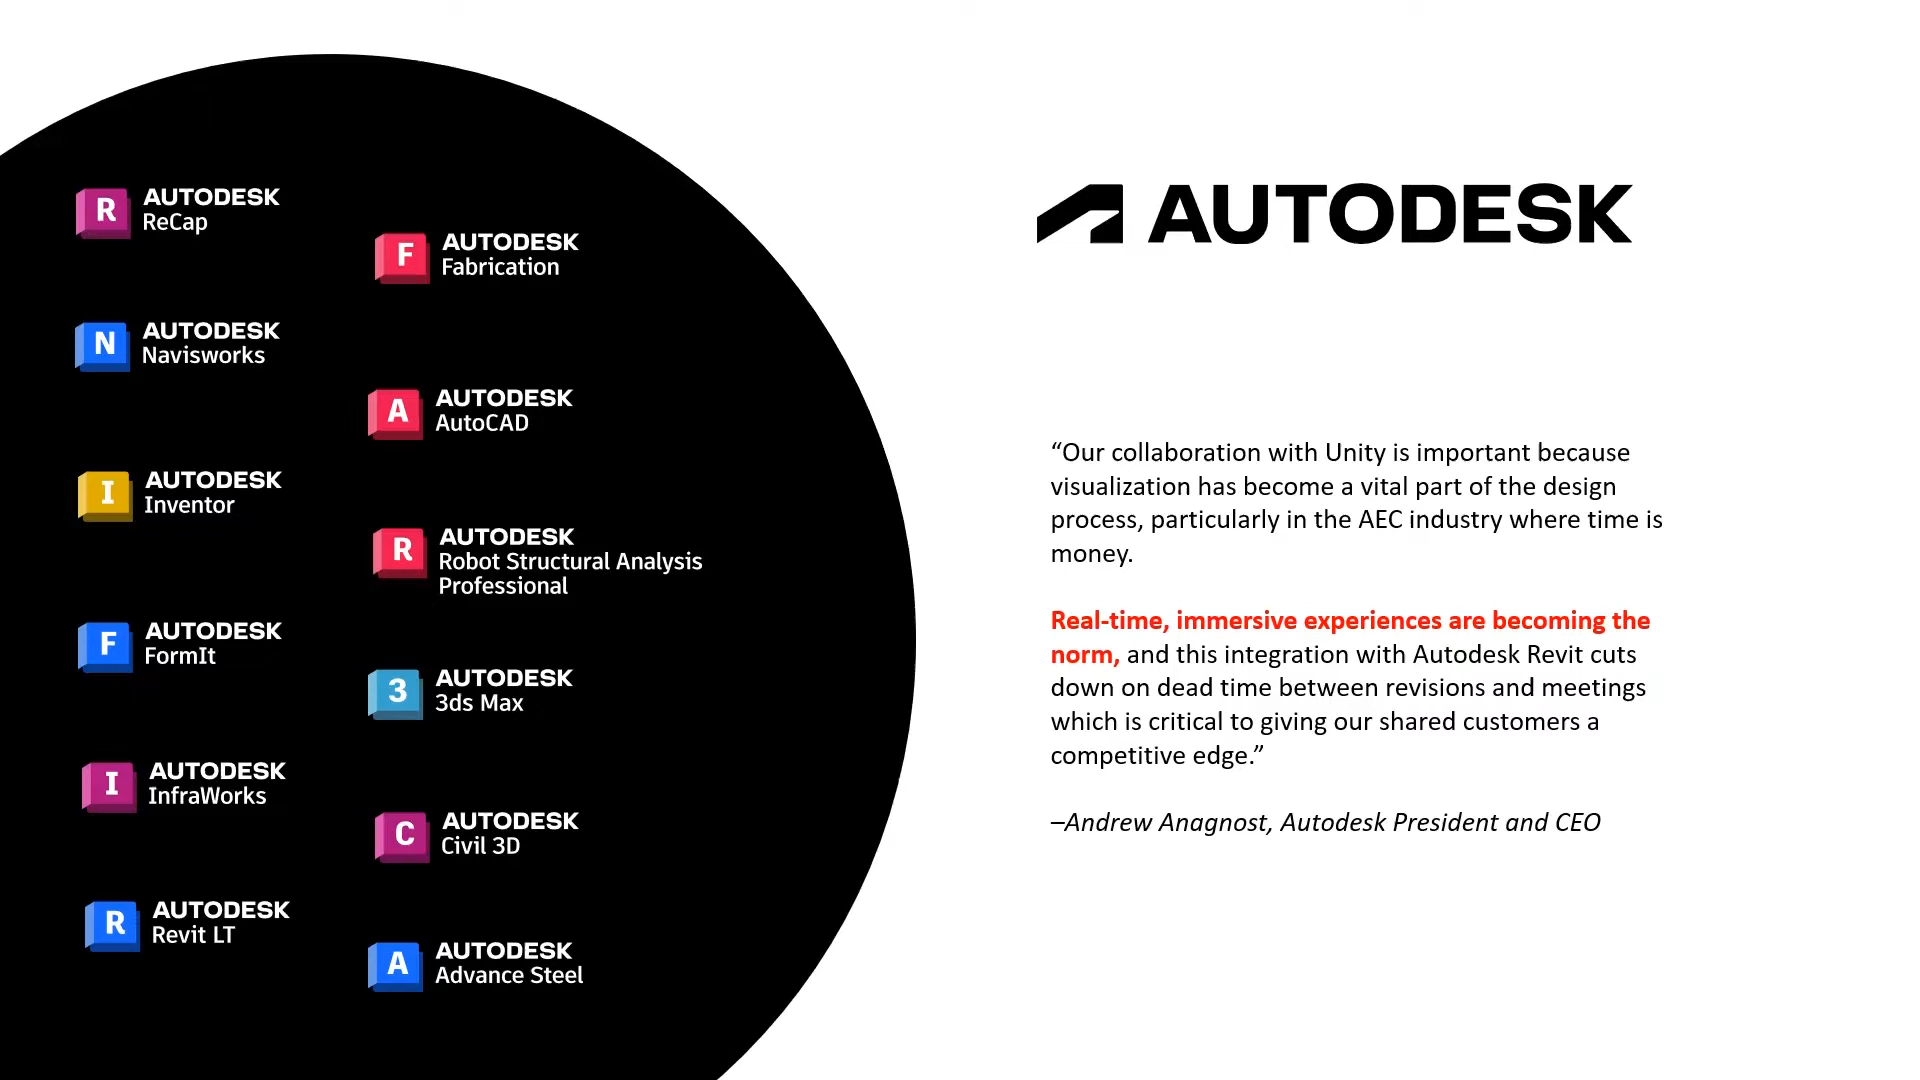 R AUTODESK
ReCap
N AUTODESK
Navisworks
I AUTODESK
Inventor
F AUTODESK
FormIt
I AUTODESK
InfraWorks
R AUTODESK
Revit LT
F AUTODESK
Fabrication
A AUTODESK
AutoCAD
R AUTODESK
Robot Structural Analysis
Professional
3 AUTODESK
3ds Max
C AUTODESK
Civil 3D
A AUTODESK
Advance Steel
AUTODESK
“Our collaboration with Unity is important because
visualization has become a vital part of the design
process, particularly in the AEC industry where time is
money.
Real-time, immersive experiences are becoming the
norm, and this integration with Autodesk Revit cuts
down on dead time between revisions and meetings
which is critical to giving our shared customers a
competitive edge.”
–Andrew Anagnost, Autodesk President and CEO